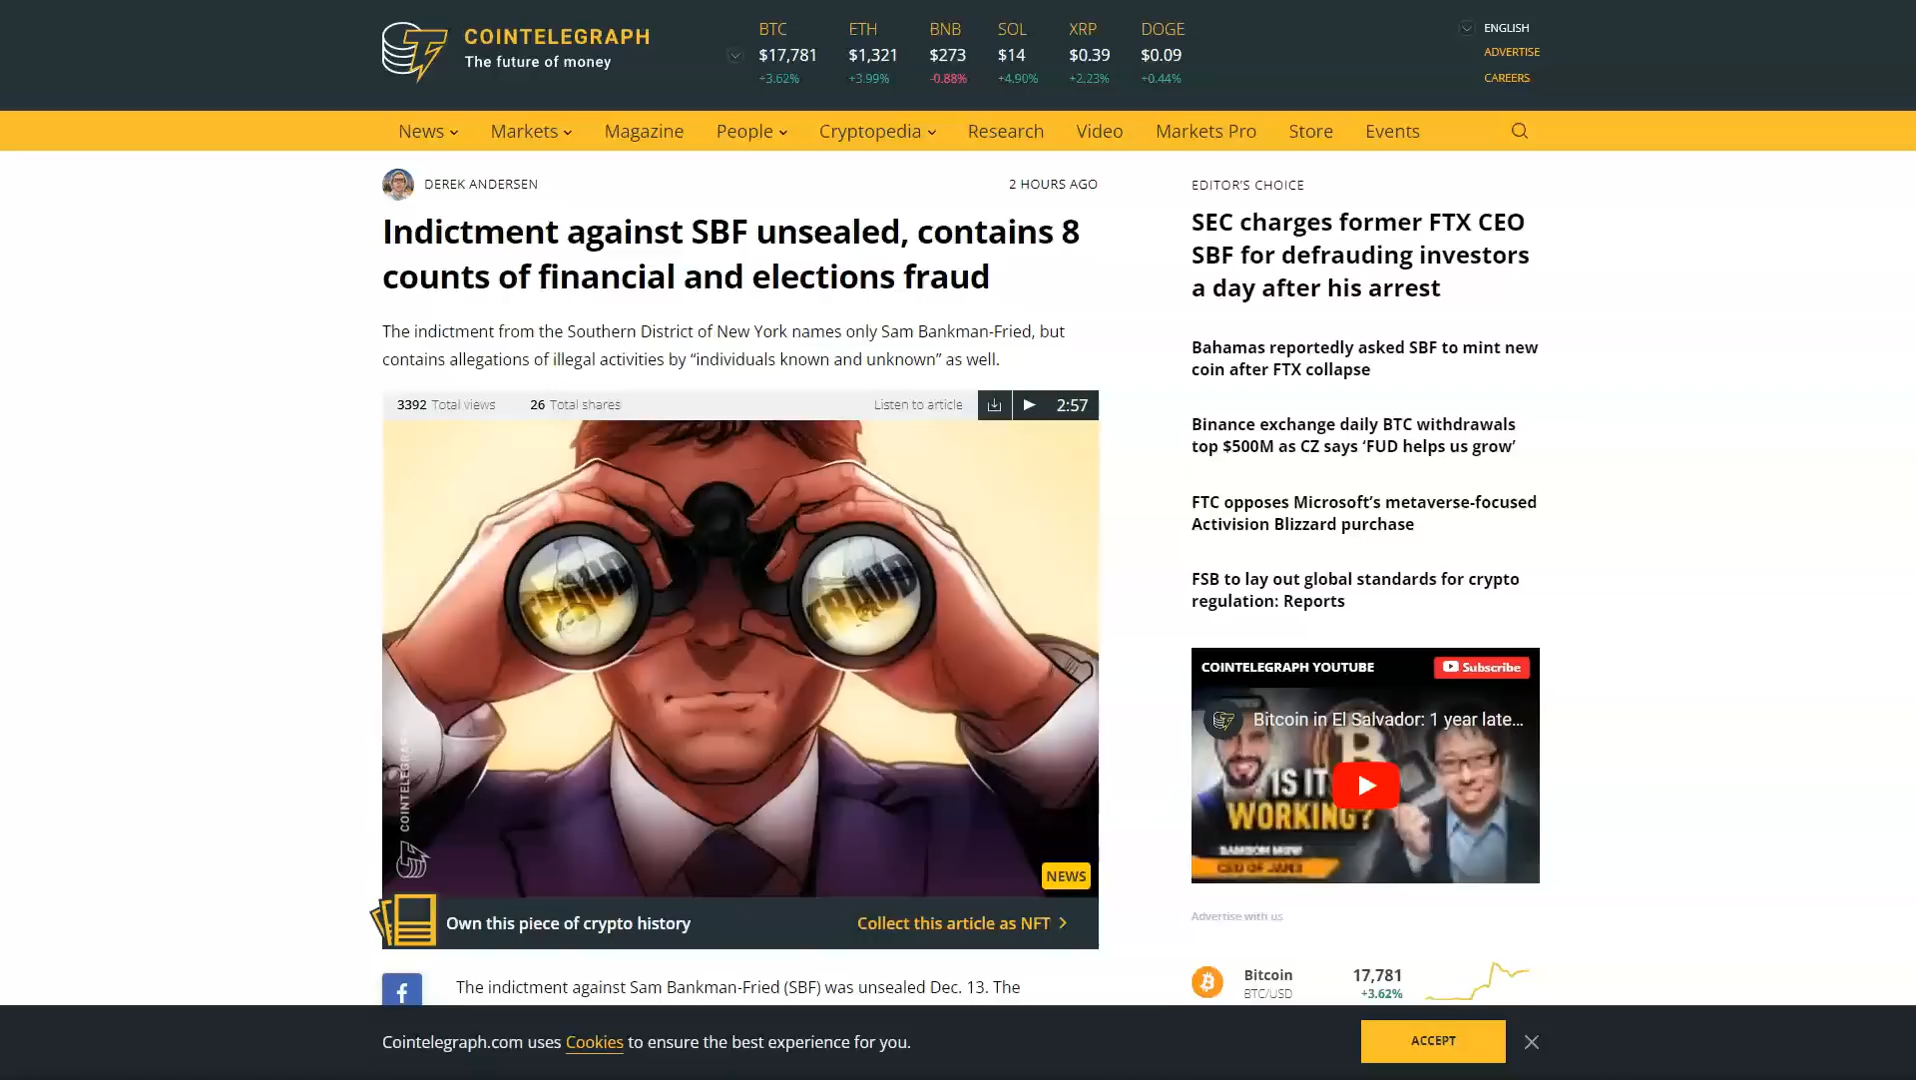 COINTELEGRAPH
The future of money
BTC ETH BNB SOL XRP DOGE
$17,781 $1,321 $273 $14 $0.39 $0.09
+3.62% +3.99% -0.88% +4.90% +2.23% +0.44%
ENGLISH
ADVERTISE
CAREERS
News Markets Magazine People Cryptopedia Research Video Markets Pro Store Events
DEREK ANDERSEN 2 HOURS AGO
Indictment against SBF unsealed, contains 8
counts of financial and elections fraud
The indictment from the Southern District of New York names only Sam Bankman-Fried, but
contains allegations of illegal activities by “individuals known and unknown” as well.
3392 Total views 26 Total shares Listen to article 2:57
FRAUD FRAUD
COINTELEGRAPH
NEWS
Own this piece of crypto history Collect this article as NFT
The indictment against Sam Bankman-Fried (SBF) was unsealed Dec. 13. The
EDITOR’S CHOICE
SEC charges former FTX CEO
SBF for defrauding investors
a day after his arrest
Bahamas reportedly asked SBF to mint new
coin after FTX collapse
Binance exchange daily BTC withdrawals
top $500M as CZ says ‘FUD helps us grow’
FTC opposes Microsoft’s metaverse-focused
Activision Blizzard purchase
FSB to lay out global standards for crypto
regulation: Reports
COINTELEGRAPH YOUTUBE Subscribe
Bitcoin in El Salvador: 1 year late...
IS IT
WORKING?
SAMSON MOW
CEO OF JAN3
Advertise with us
Bitcoin 17,781
BTC/USD +3.62%
Cointelegraph.com uses Cookies to ensure the best experience for you.
ACCEPT